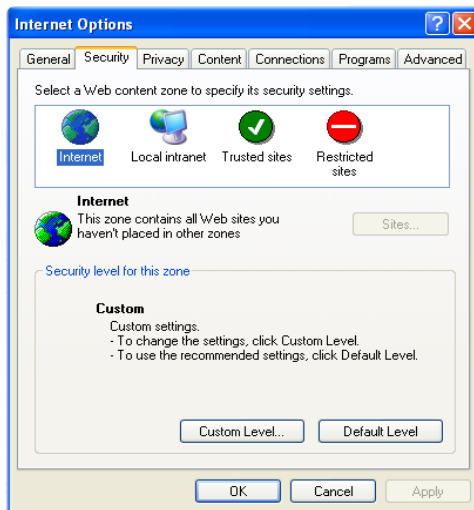 Internet Options
General Security Privacy Content Connections Programs Advanced
Select a Web content zone to specify its security settings.
Internet Local intranet Trusted sites Restricted
sites
Internet
This zone contains all Web sites you
haven't placed in other zones
Sites...
Security level for this zone
Custom
Custom settings.
- To change the settings, click Custom Level.
- To use the recommended settings, click Default Level.
Custom Level... Default Level
OK Cancel Apply